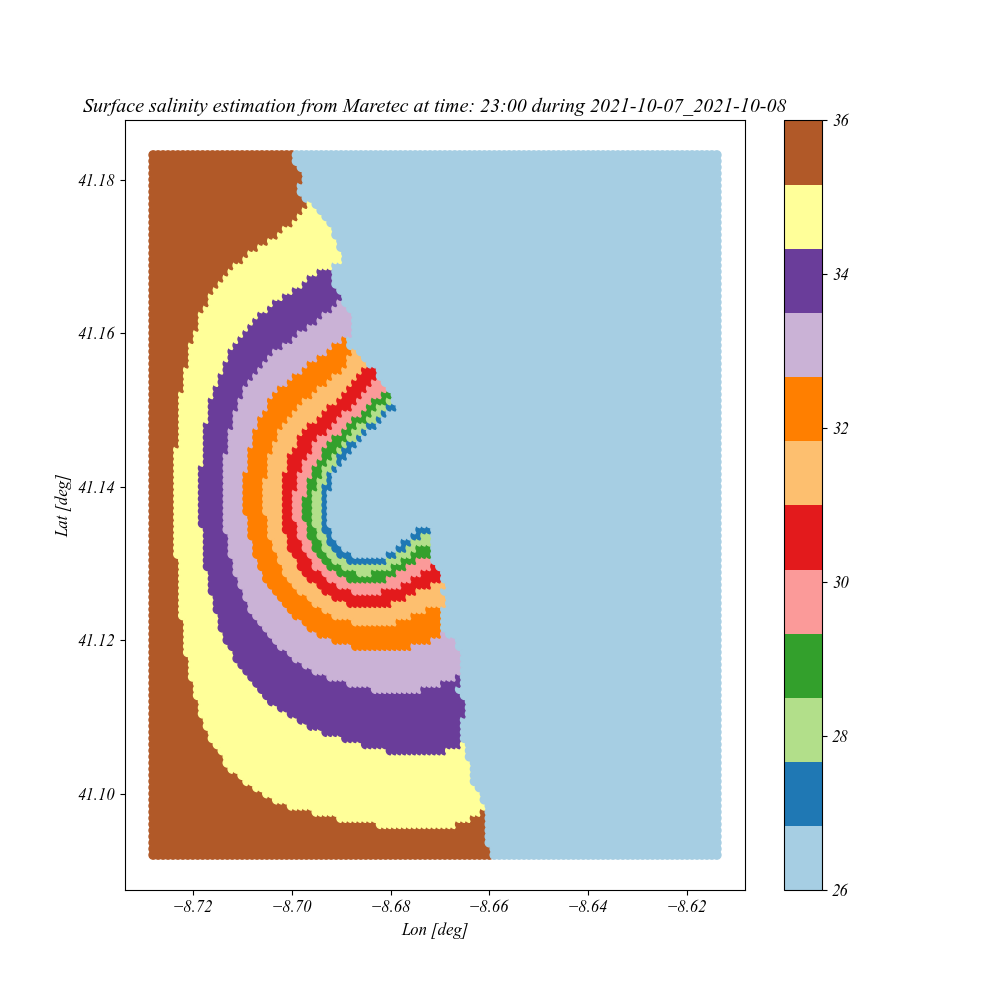 Surface salinity estimation from Maretec at time: 23:00 during 2021-10-07_2021-10-08
36
41.18
34
41.16
32
41.14
Lat [deg]
30
41.12
28
41.10
26
−8.72 −8.70 −8.68 −8.66 −8.64 −8.62
Lon [deg]